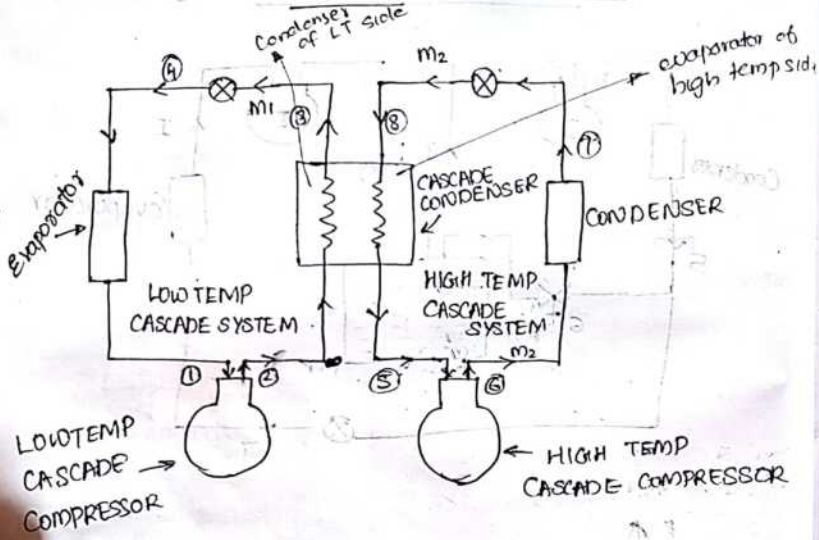 Condenser
of LT side
evaporator of
high temp sid
④
M1
③
m2
⑧
⑦
Evaporator
CASCADE
CONDENSER
CONDENSER
LOW TEMP
CASCADE SYSTEM
HIGH TEMP
CASCADE
SYSTEM
m2
①
②
⑤
⑥
LOW TEMP
CASCADE
COMPRESSOR
HIGH TEMP
CASCADE COMPRESSOR